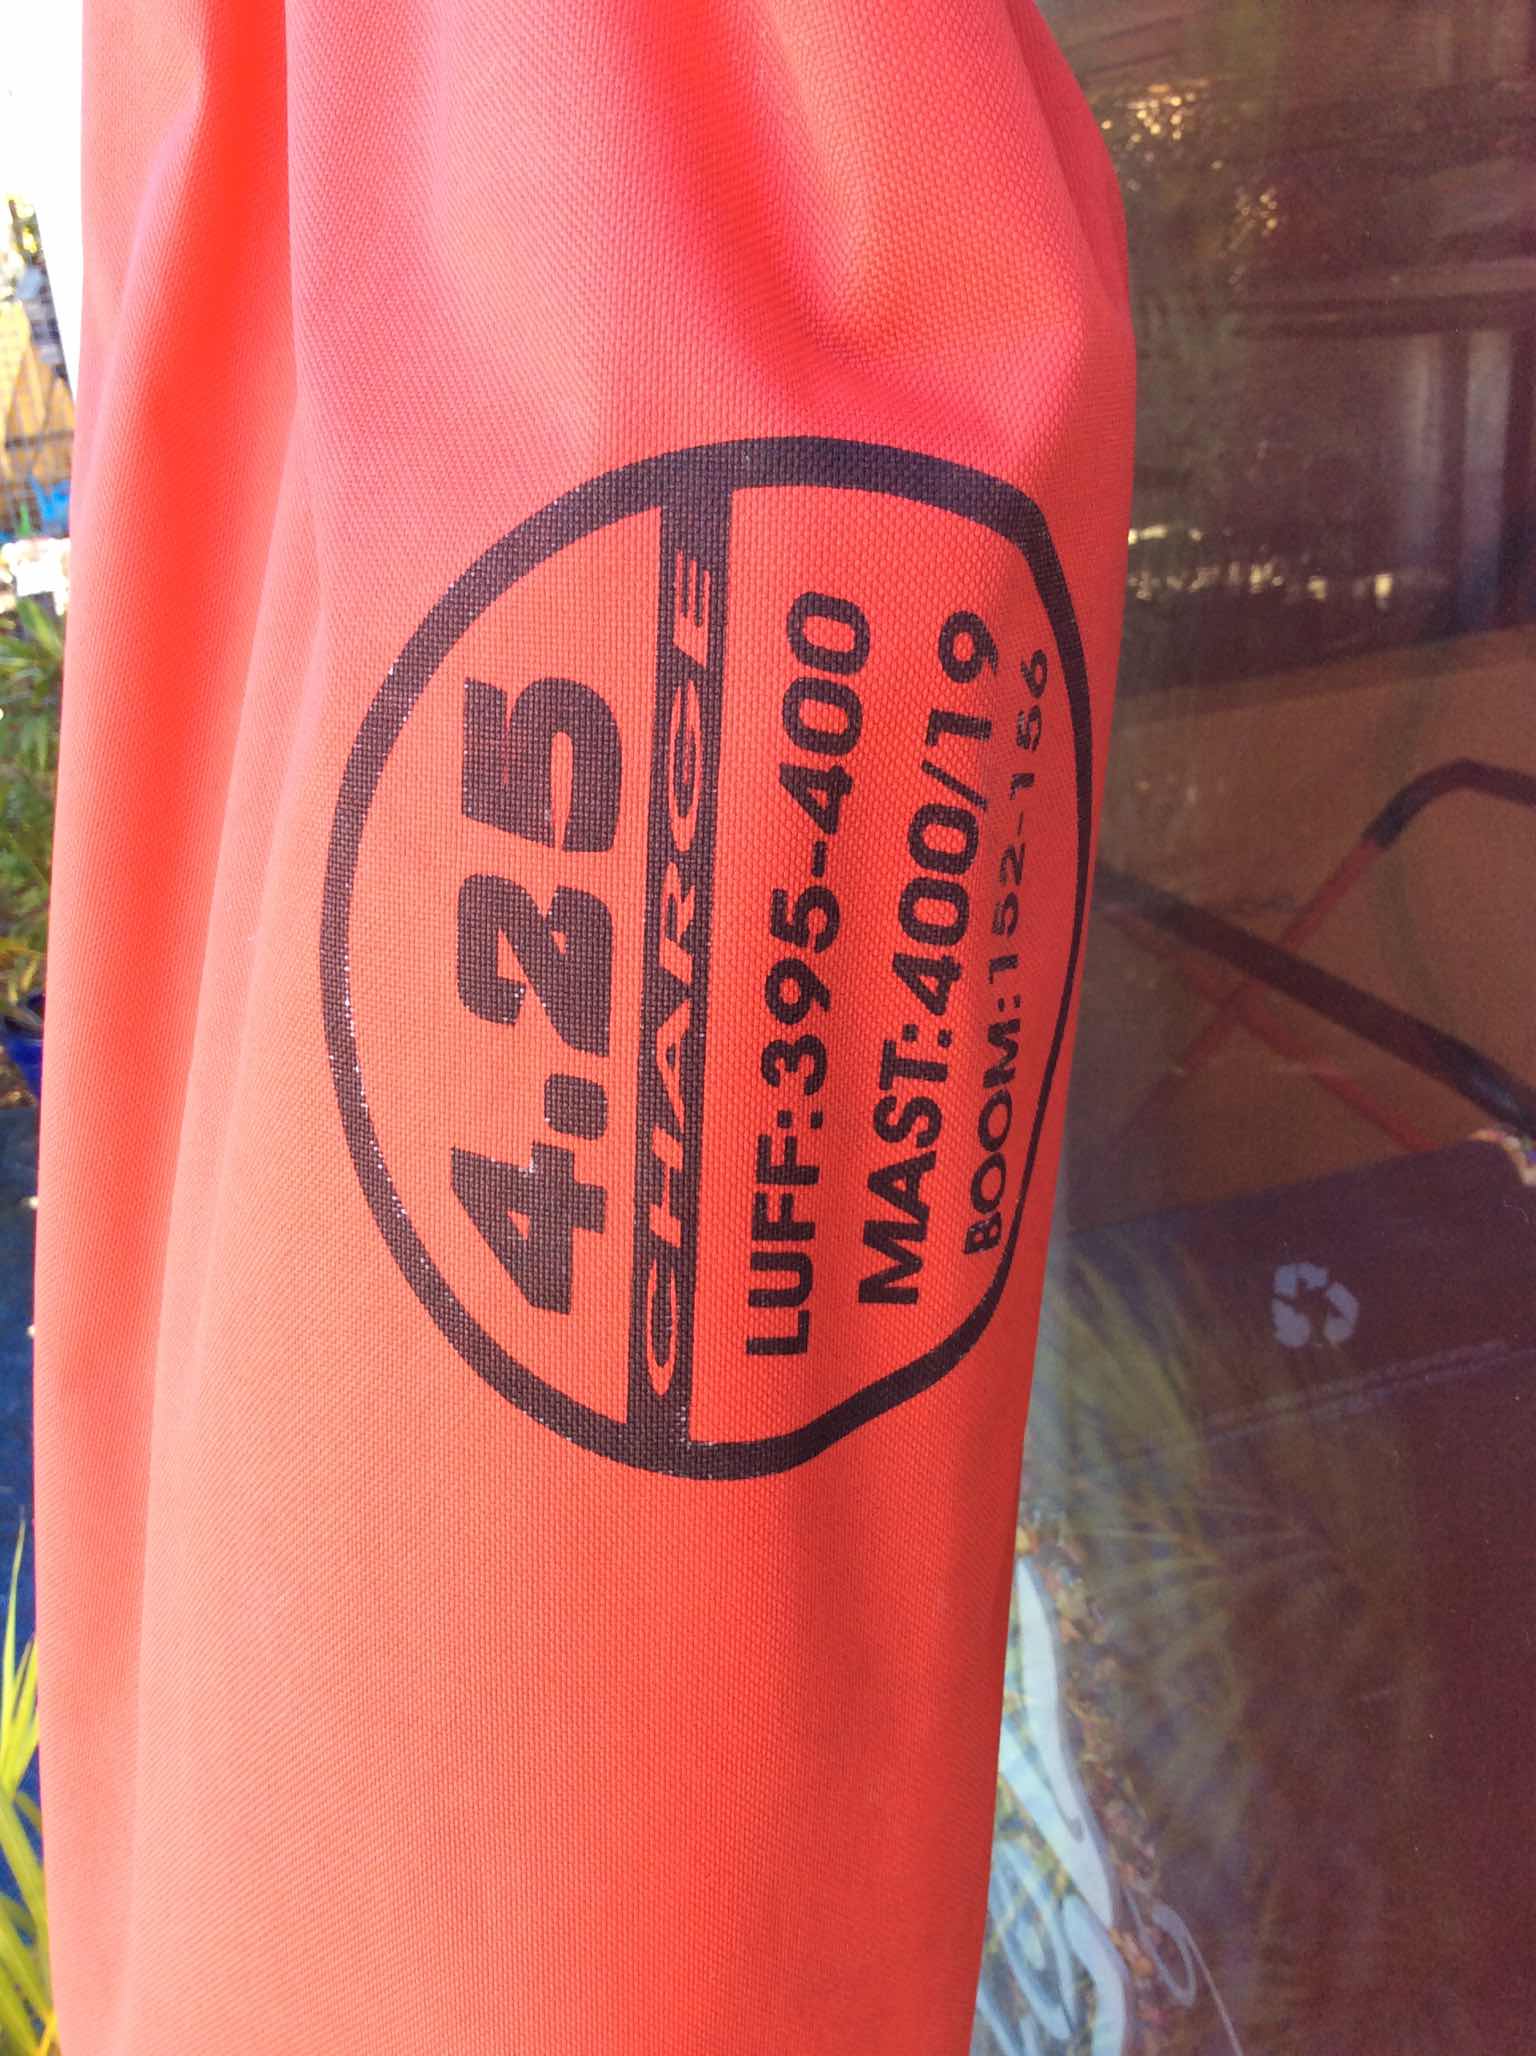 4.25
CHARGE
LUFF:395-400
MAST:400/19
BOOM:152-156